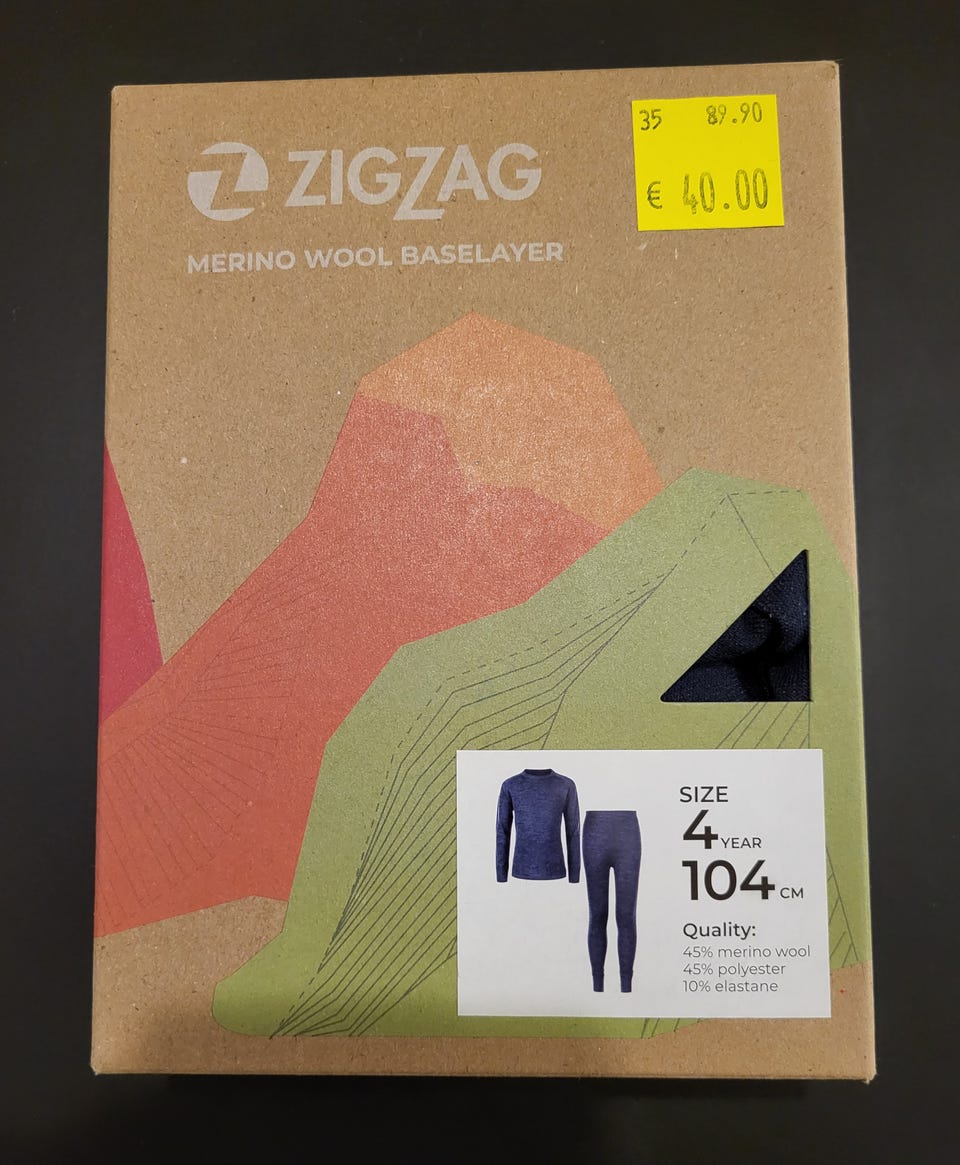 ZIGZAG
MERINO WOOL BASELAYER
35 89.90
€ 40.00
SIZE
4 YEAR
104 CM
Quality:
45% merino wool
45% polyester
10% elastane